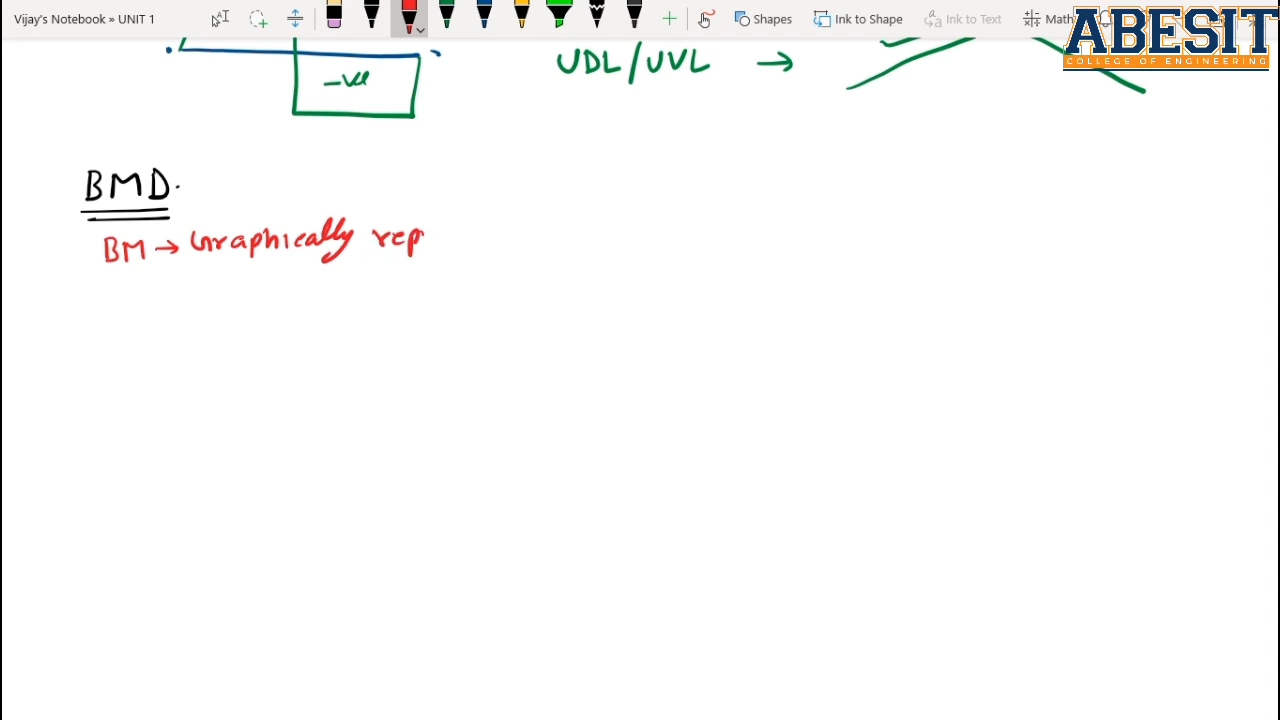 Vijay's Notebook » UNIT 1
Shapes
Ink to Shape
Ink to Text
Math
ABESIT
COLLEGE OF ENGINEERING
-ve
UDL/UVL →
BMD.
BM → Graphically rep